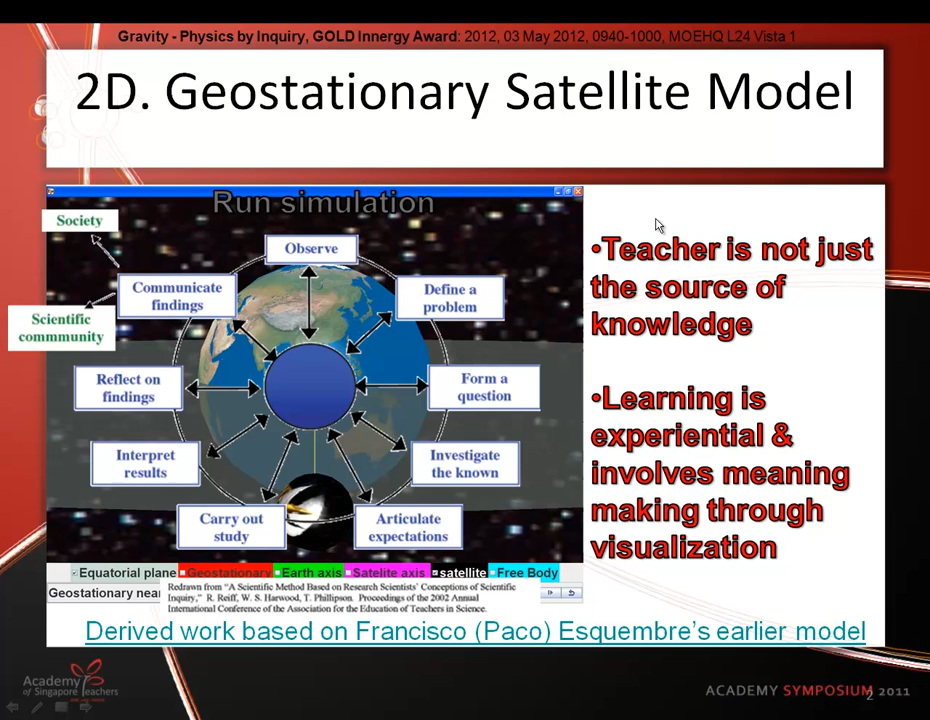 Gravity - Physics by Inquiry, GOLD Innergy Award: 2012, 03 May 2012, 0940-1000, MOEHQ L24 Vista 1
2D. Geostationary Satellite Model
Run simulation
Society
Observe
Communicate
findings
Define a
problem
Scientific
commmunity
Reflect on
findings
Form a
question
Interpret
results
Investigate
the known
Carry out
study
Articulate
expectations
•Teacher is not just
the source of
knowledge
•Learning is
experiential &
involves meaning
making through
visualization
Equatorial plane Geostationary Earth axis Satelite axis satellite Free Body
Geostationary near
Redrawn from "A Scientific Method Based on Research Scientists' Conceptions of Scientific
Inquiry," R. Reiff, W. S. Harwood, T. Phillipson. Proceedings of the 2002 Annual
International Conference of the Association for the Education of Teachers in Science.
Derived work based on Francisco (Paco) Esquembre's earlier model
Academy
of Singapore Teachers
ACADEMY SYMPOSIUM 2011
2